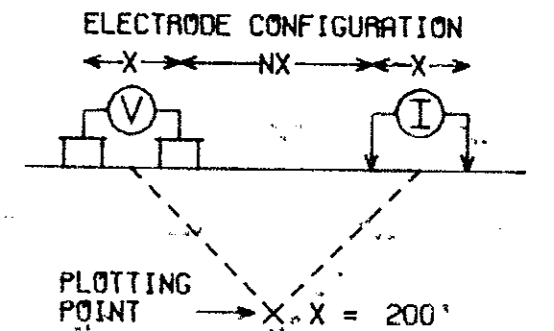 ELECTRODE CONFIGURATION
X NX X
V I
PLOTTING
POINT X X = 200'